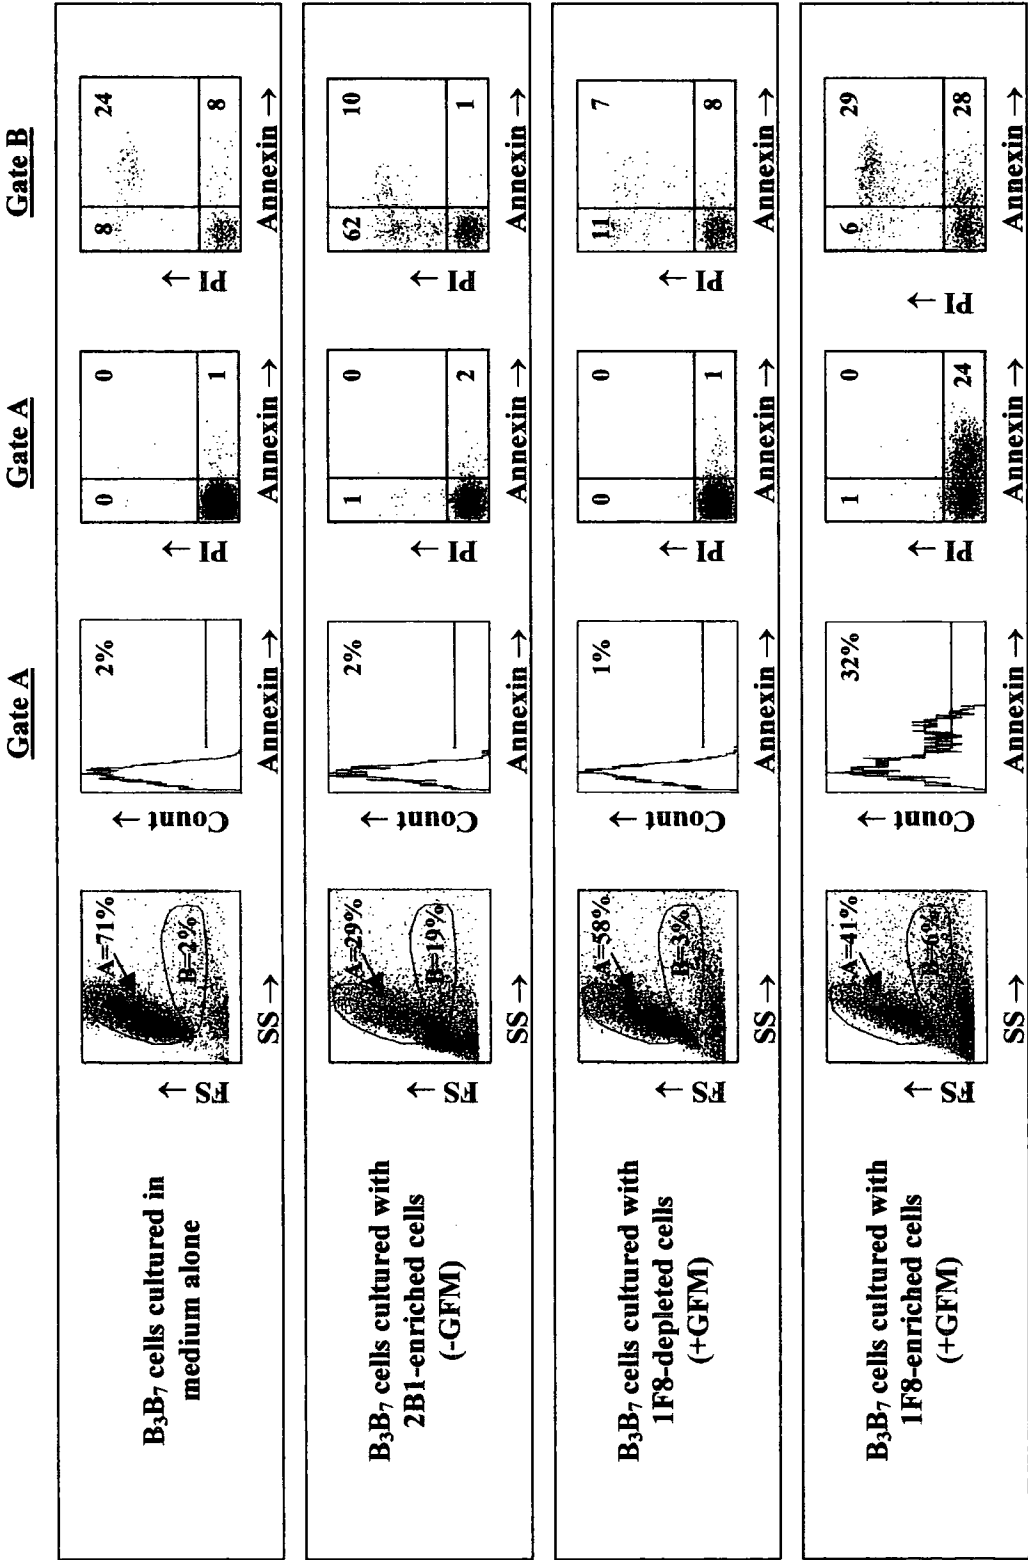 Gate A
Gate A
Gate B
B₃B₇ cells cultured in
medium alone
FS →
SS →
A=71%
B=2%
Count →
Annexin →
2%
PI →
Annexin →
0
0
1
PI →
Annexin →
8
24
8
B₃B₇ cells cultured with
2B1-enriched cells
(-GFM)
FS →
SS →
A=29%
B=19%
Count →
Annexin →
2%
PI →
Annexin →
1
0
2
PI →
Annexin →
62
10
1
B₃B₇ cells cultured with
1F8-depleted cells
(+GFM)
FS →
SS →
A=58%
B=3%
Count →
Annexin →
1%
PI →
Annexin →
0
0
1
PI →
Annexin →
11
7
8
B₃B₇ cells cultured with
1F8-enriched cells
(+GFM)
FS →
SS →
A=41%
B=6%
Count →
Annexin →
32%
PI →
Annexin →
1
0
24
PI →
Annexin →
6
29
28